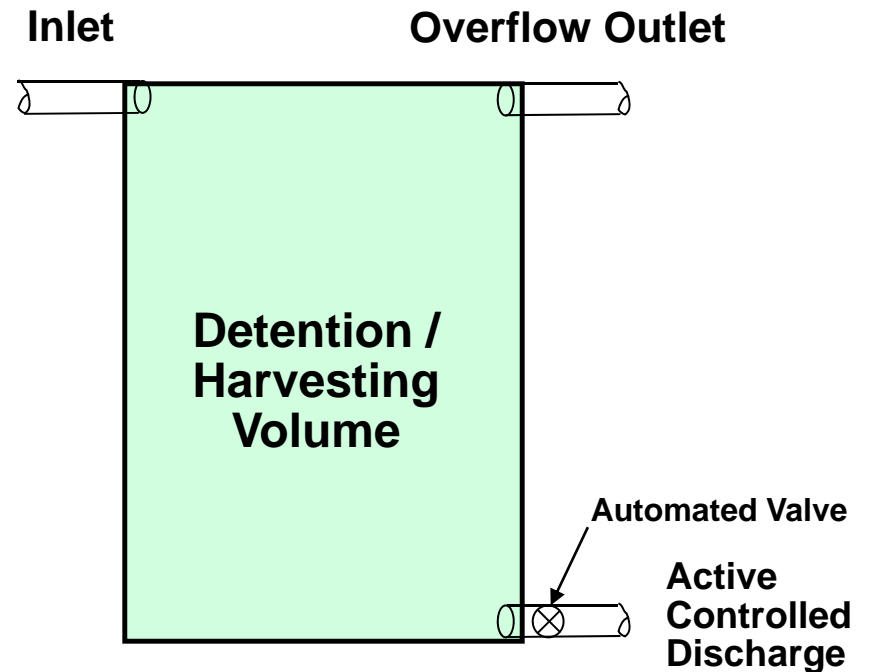 Inlet
Overflow Outlet
Detention /
Harvesting
Volume
Automated Valve
Active
Controlled
Discharge